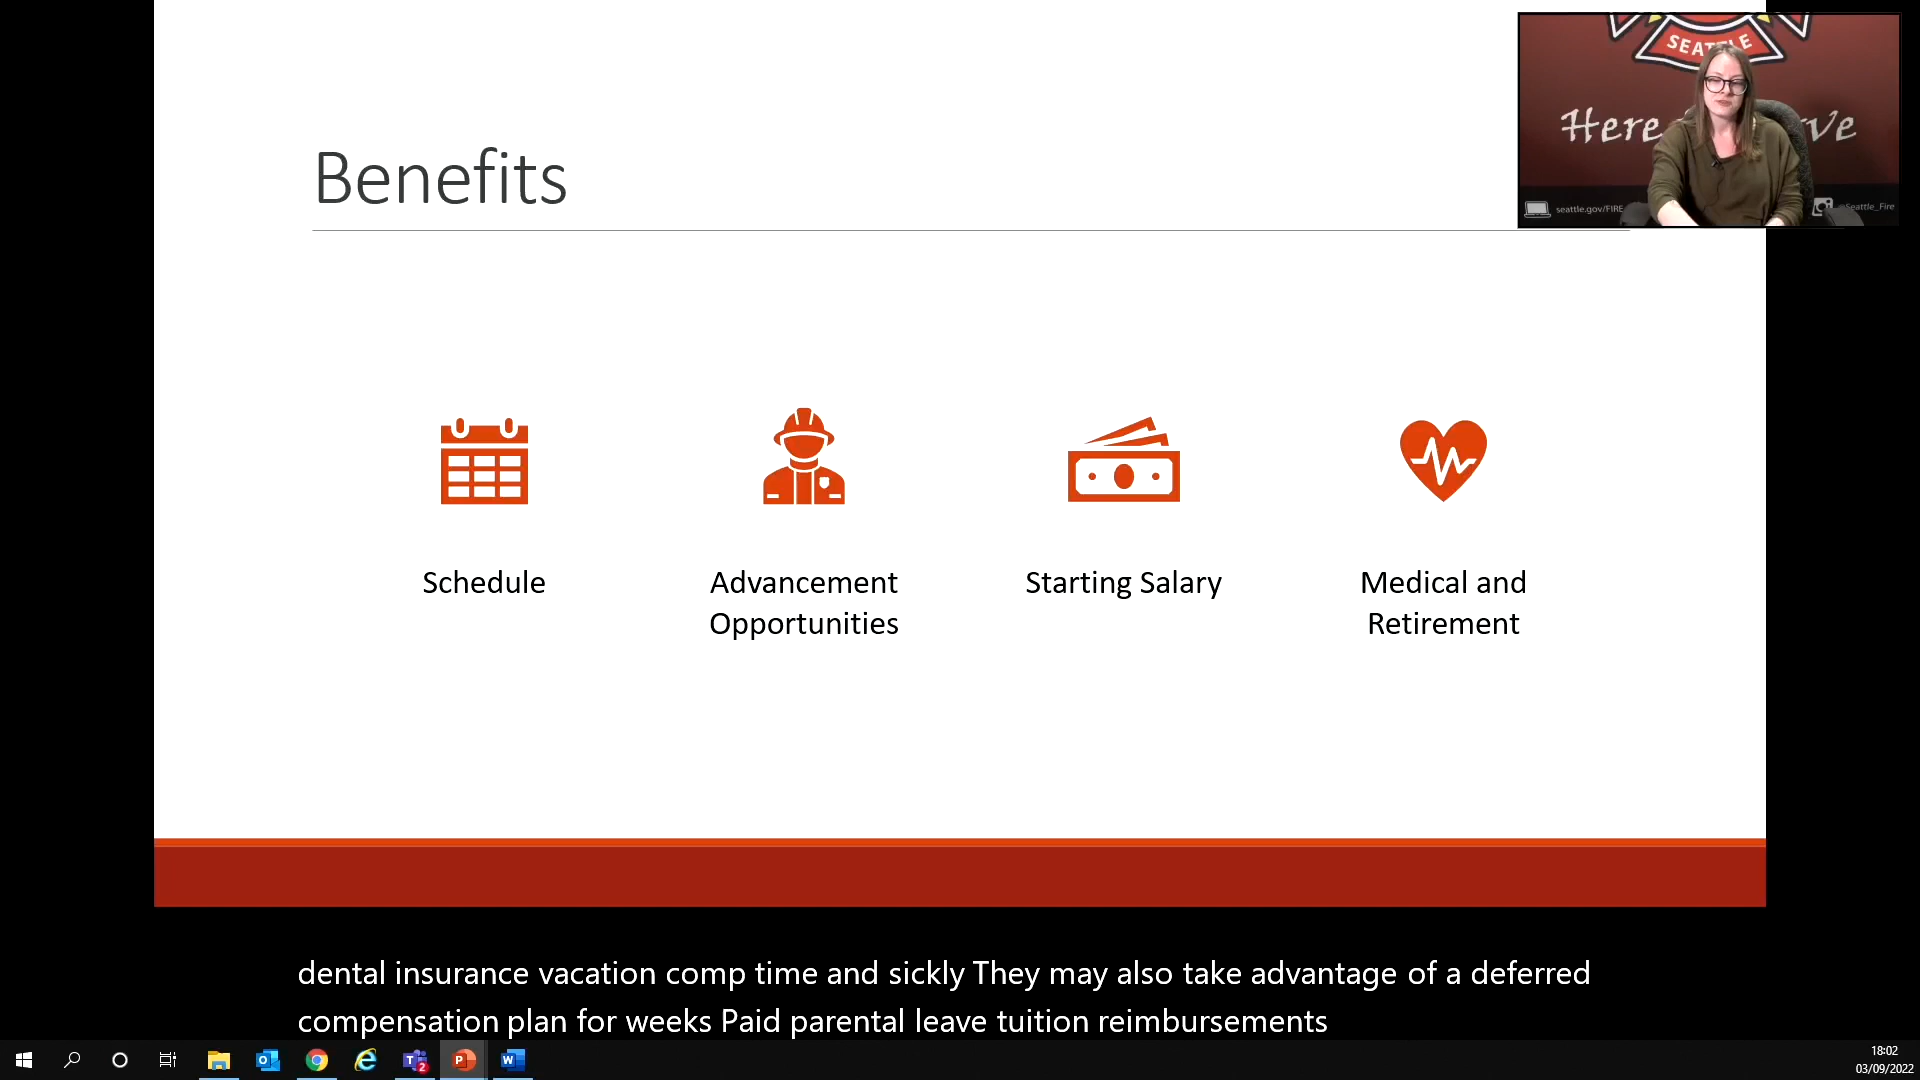 Benefits
SEATTLE
Here
ve
seattle.gov/FIRE
@Seattle_Fire
Schedule
Advancement
Opportunities
Starting Salary
Medical and
Retirement
dental insurance vacation comp time and sickly They may also take advantage of a deferred
compensation plan for weeks Paid parental leave tuition reimbursements
2
18:02
03/09/2022